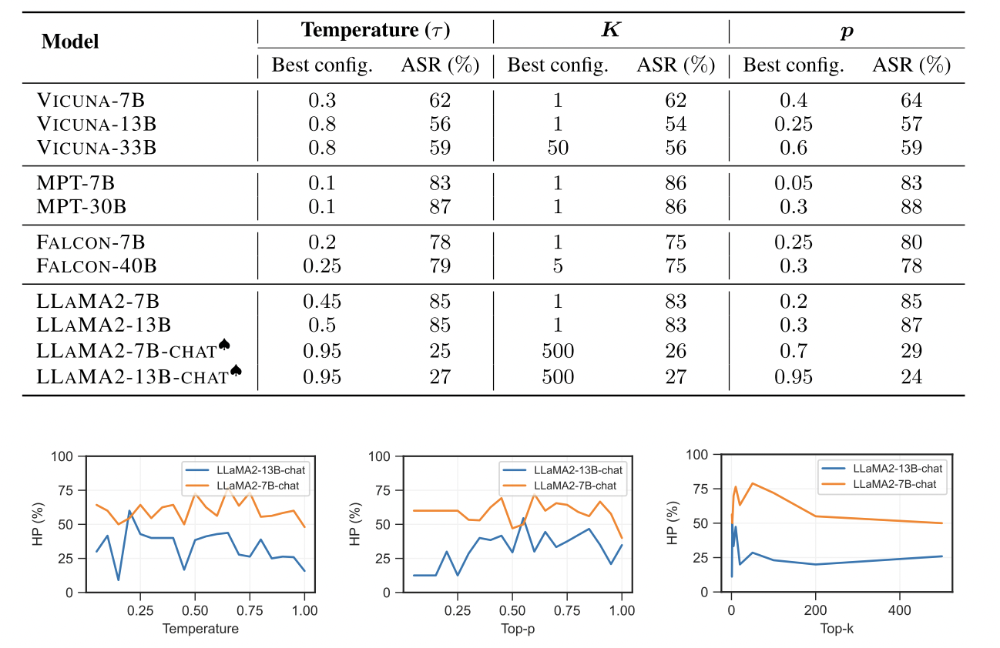 Model Temperature (τ) K p
Best config. ASR (%) Best config. ASR (%) Best config. ASR (%)
VICUNA-7B 0.3 62 1 62 0.4 64
VICUNA-13B 0.8 56 1 54 0.25 57
VICUNA-33B 0.8 59 50 56 0.6 59
MPT-7B 0.1 83 1 86 0.05 83
MPT-30B 0.1 87 1 86 0.3 88
FALCON-7B 0.2 78 1 75 0.25 80
FALCON-40B 0.25 79 5 75 0.3 78
LLAMA2-7B 0.45 85 1 83 0.2 85
LLAMA2-13B 0.5 85 1 83 0.3 87
LLAMA2-7B-CHAT♠ 0.95 25 500 26 0.7 29
LLAMA2-13B-CHAT♠ 0.95 27 500 27 0.95 24
HP (%)
100
75
50
25
0
LLaMA2-13B-chat
LLaMA2-7B-chat
0.25 0.50 0.75 1.00
Temperature
HP (%)
100
75
50
25
0
LLaMA2-13B-chat
LLaMA2-7B-chat
0.25 0.50 0.75 1.00
Top-p
HP (%)
100
75
50
25
0
LLaMA2-13B-chat
LLaMA2-7B-chat
0 200 400
Top-k